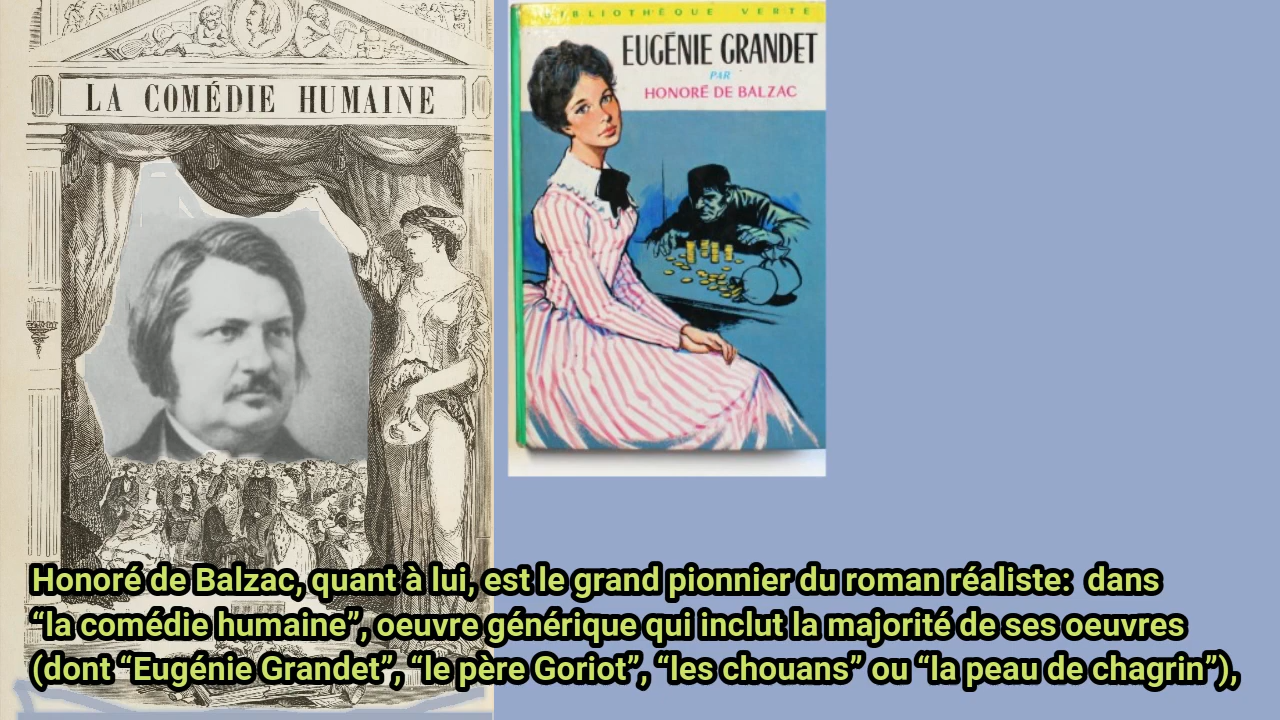 LA COMÉDIE HUMAINE
BIBLIOTHÈQUE VERTE
EUGÉNIE GRANDET
PAR
HONORÉ DE BALZAC
Honoré de Balzac, quant à lui, est le grand pionnier du roman réaliste: dans
“la comédie humaine”, oeuvre générique qui inclut la majorité de ses oeuvres
(dont “Eugénie Grandet”, “le père Goriot”, “les chouans” ou “la peau de chagrin”),